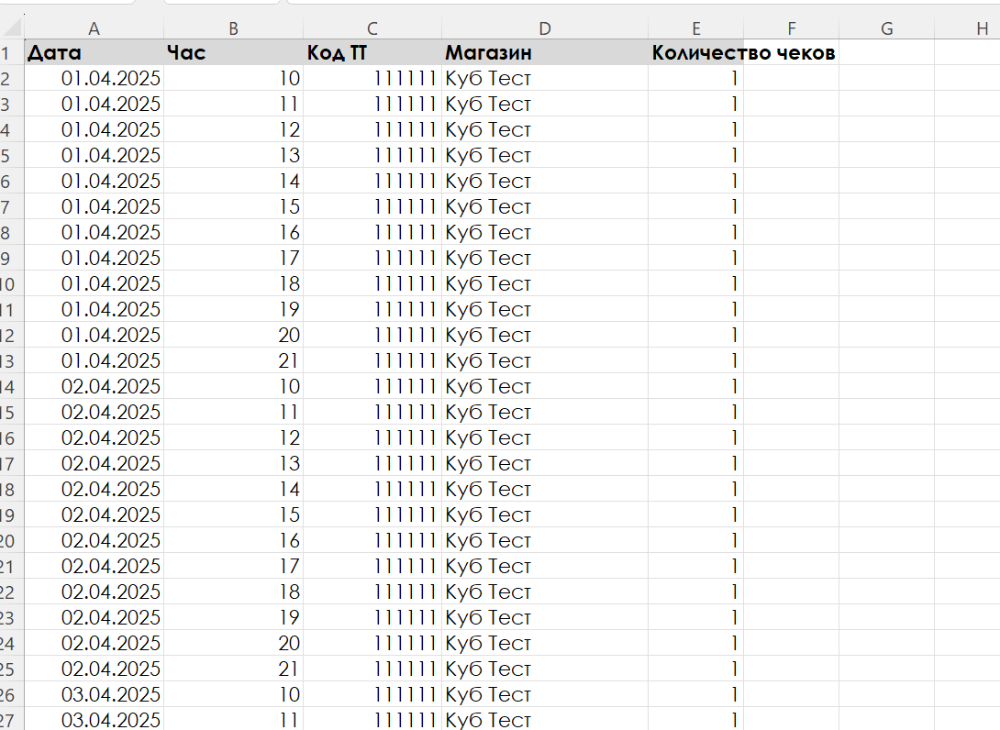 A B C D E F G H
1 Дата Час Код ТТ Магазин Количество чеков
2 01.04.2025 10 111111 Куб Тест 1
3 01.04.2025 11 111111 Куб Тест 1
4 01.04.2025 12 111111 Куб Тест 1
5 01.04.2025 13 111111 Куб Тест 1
6 01.04.2025 14 111111 Куб Тест 1
7 01.04.2025 15 111111 Куб Тест 1
8 01.04.2025 16 111111 Куб Тест 1
9 01.04.2025 17 111111 Куб Тест 1
10 01.04.2025 18 111111 Куб Тест 1
11 01.04.2025 19 111111 Куб Тест 1
12 01.04.2025 20 111111 Куб Тест 1
13 01.04.2025 21 111111 Куб Тест 1
14 02.04.2025 10 111111 Куб Тест 1
15 02.04.2025 11 111111 Куб Тест 1
16 02.04.2025 12 111111 Куб Тест 1
17 02.04.2025 13 111111 Куб Тест 1
18 02.04.2025 14 111111 Куб Тест 1
19 02.04.2025 15 111111 Куб Тест 1
20 02.04.2025 16 111111 Куб Тест 1
21 02.04.2025 17 111111 Куб Тест 1
22 02.04.2025 18 111111 Куб Тест 1
23 02.04.2025 19 111111 Куб Тест 1
24 02.04.2025 20 111111 Куб Тест 1
25 02.04.2025 21 111111 Куб Тест 1
26 03.04.2025 10 111111 Куб Тест 1
27 03.04.2025 11 111111 Куб Тест 1